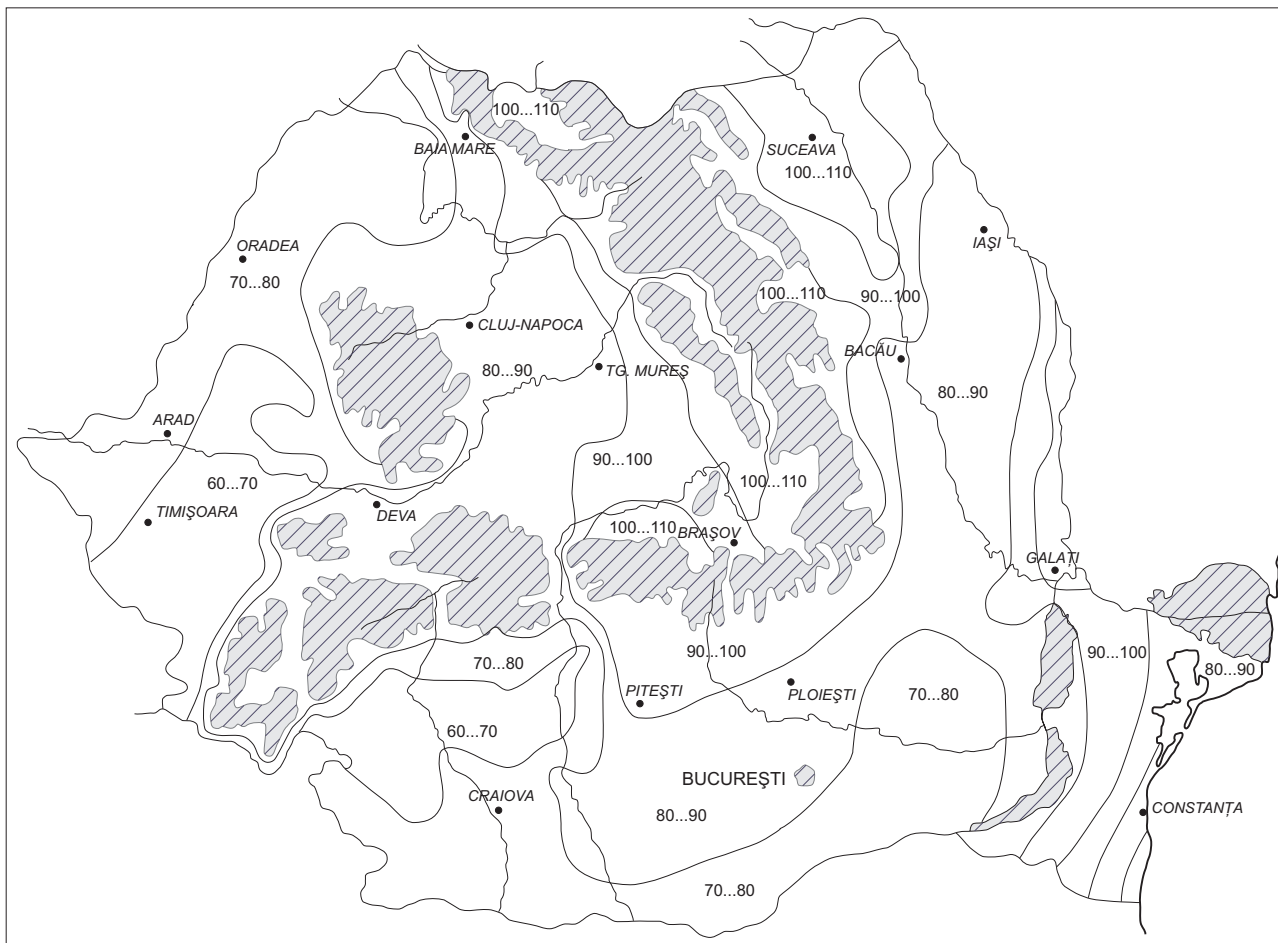 100...110
BAIA MARE
SUCEAVA
100...110
IAŞI
ORADEA
70...80
100...110
90...100
CLUJ-NAPOCA
BACĂU
TG. MUREŞ
80...90
80...90
ARAD
90...100
60...70
100...110
TIMIŞOARA
DEVA
100...110
BRAŞOV
GALAŢI
90...100
90...100
70...80
80...90
PITEŞTI
PLOIEŞTI
70...80
60...70
BUCUREŞTI
CRAIOVA
80...90
CONSTANŢA
70...80